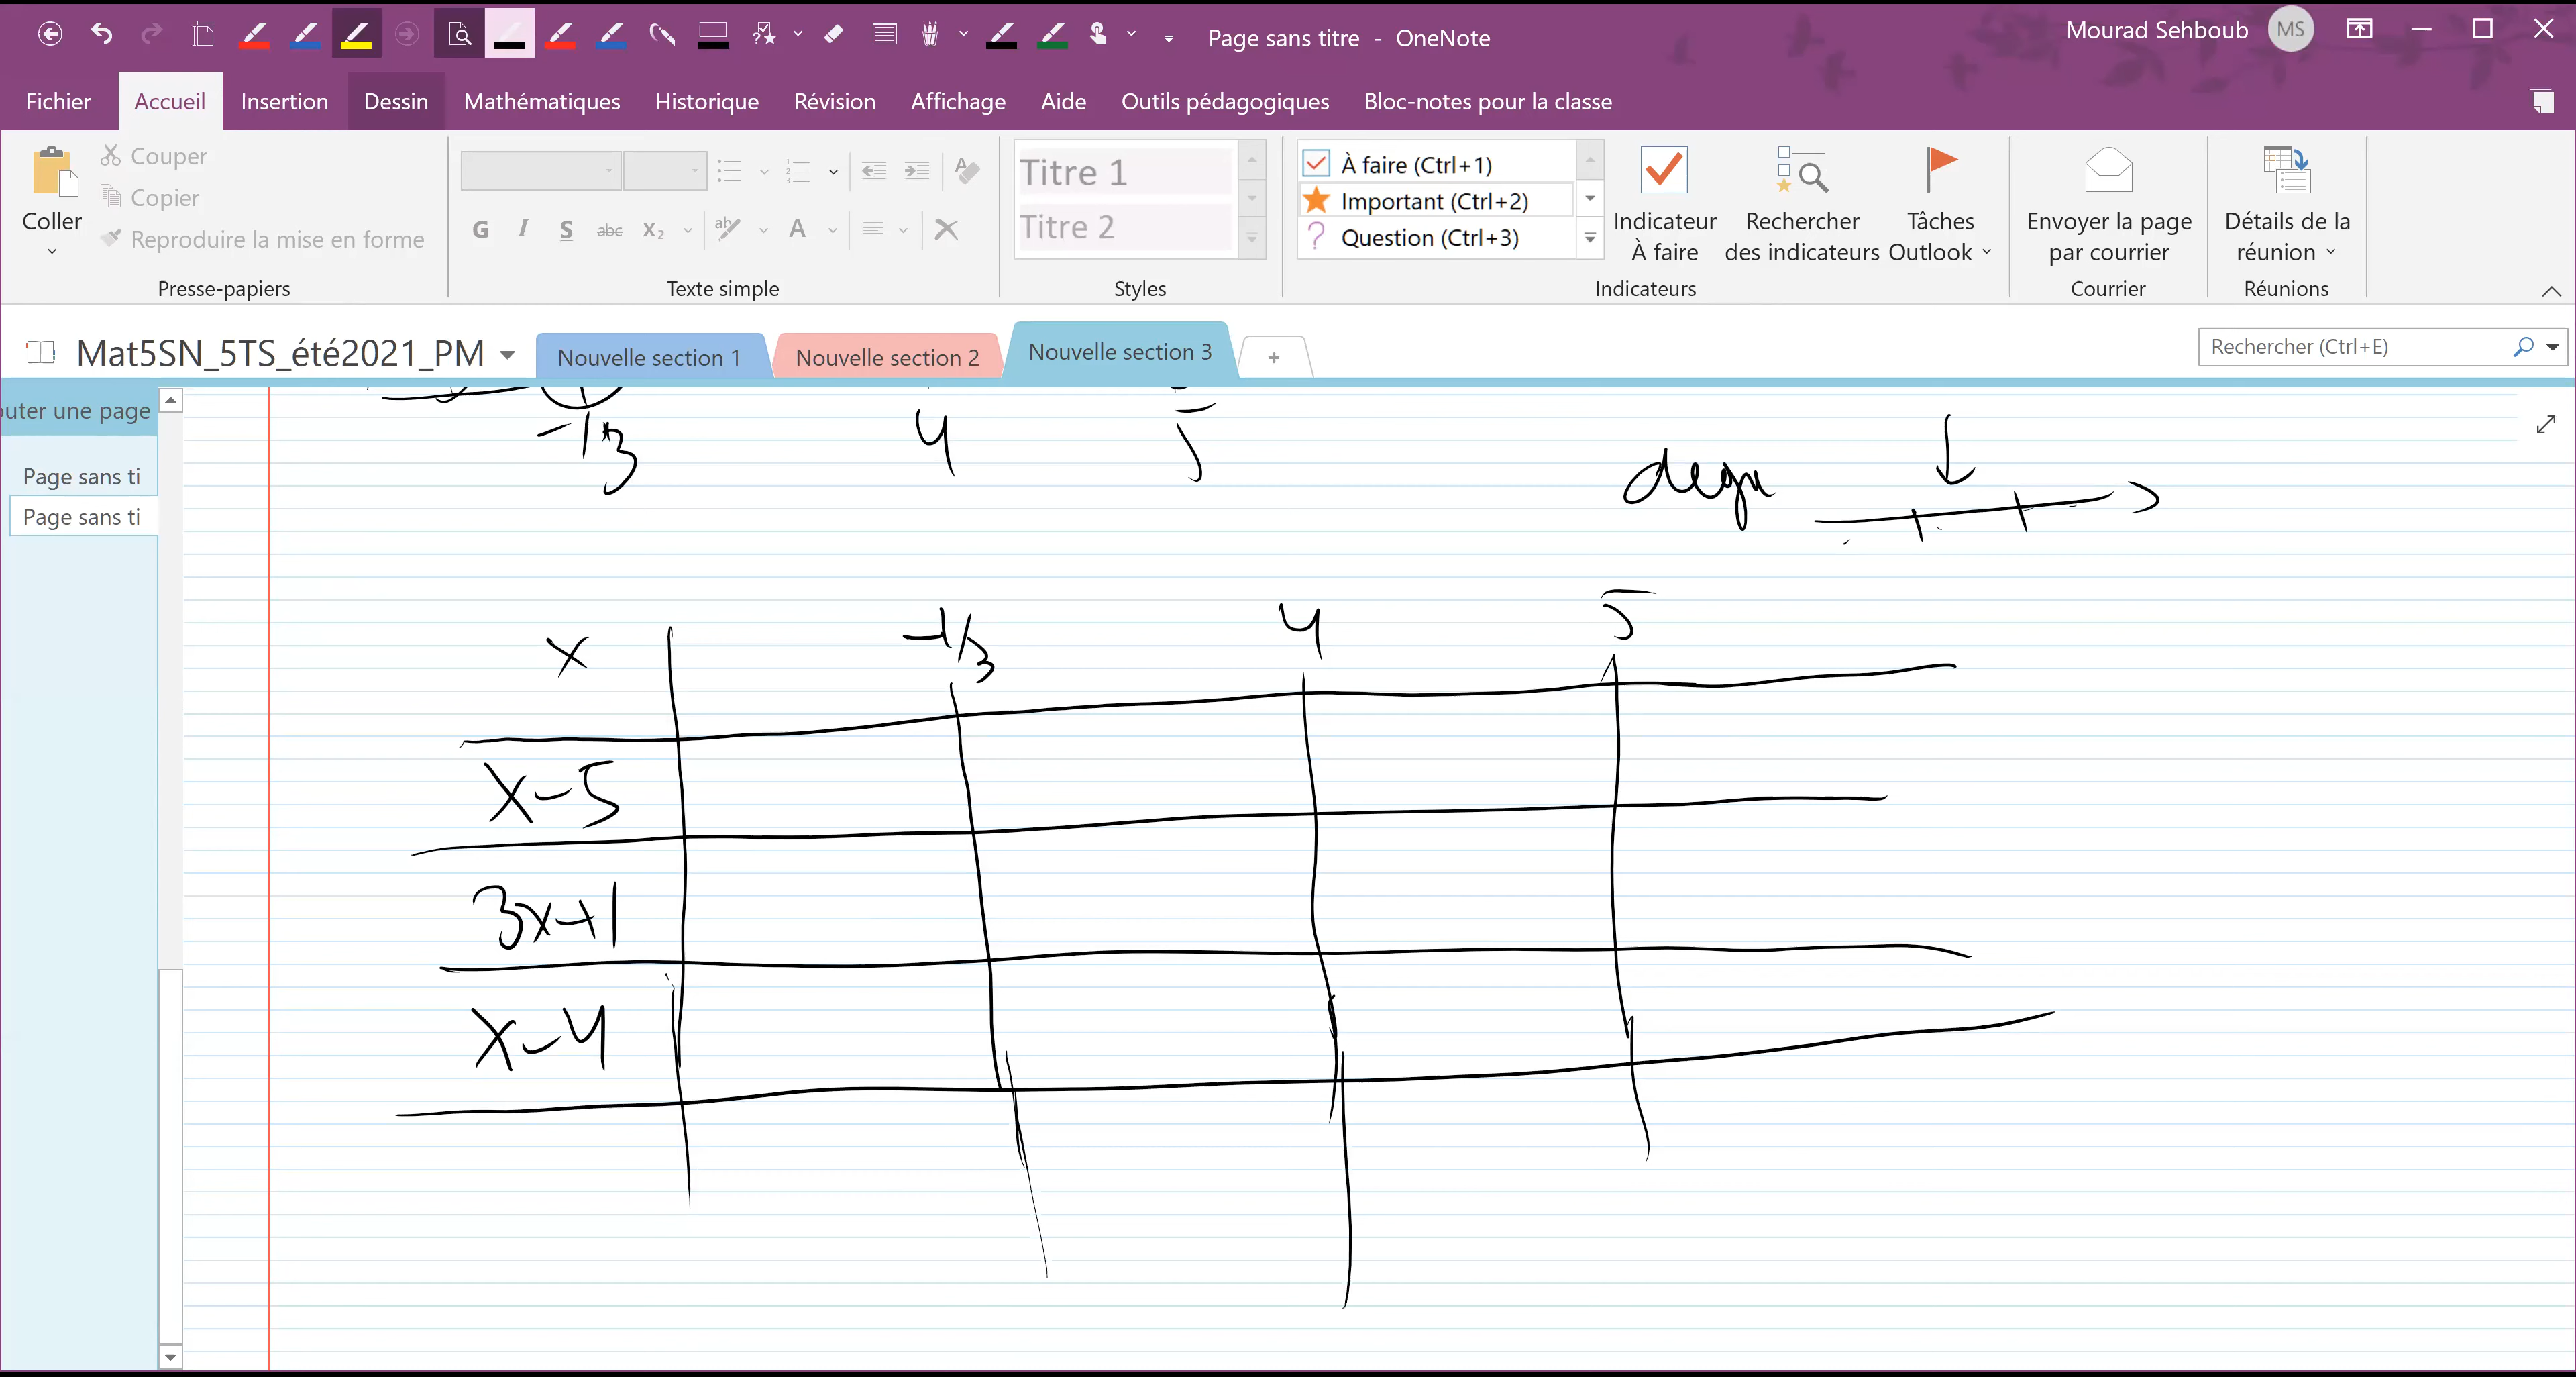 Page sans titre - OneNote
Mourad Sehboub
MS
Fichier Accueil Insertion Dessin Mathématiques Historique Révision Affichage Aide Outils pédagogiques Bloc-notes pour la classe
Coller
Couper
Copier
Reproduire la mise en forme
Presse-papiers
G I S abc X₂ A
Texte simple
Titre 1
Titre 2
Styles
À faire (Ctrl+1)
Important (Ctrl+2)
Question (Ctrl+3)
Indicateur
À faire
Rechercher
des indicateurs
Tâches
Outlook
Indicateurs
Envoyer la page
par courrier
Courrier
Détails de la
réunion
Réunions
Mat5SN_5TS_été2021_PM
Nouvelle section 1
Nouvelle section 2
Nouvelle section 3
+
Rechercher (Ctrl+E)
outer une page
Page sans ti
Page sans ti
-1/3 4 5
x -1/3 4 5
x-5
3x+1
x-4